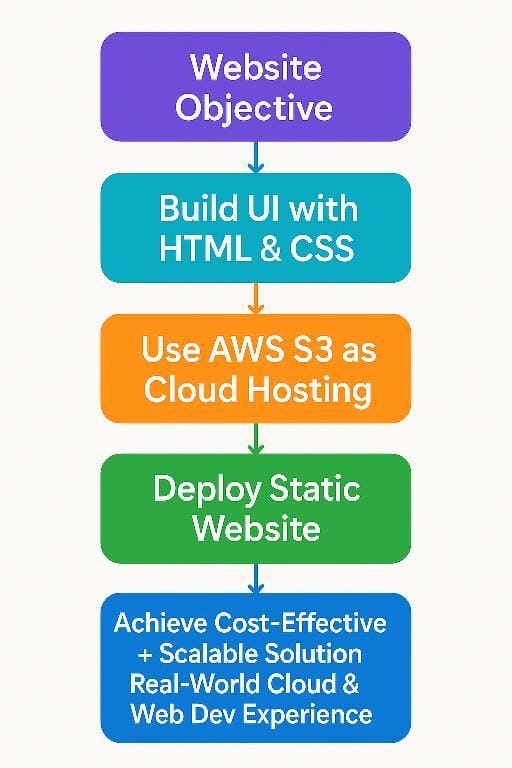 Website
Objective
Build UI with
HTML & CSS
Use AWS S3 as
Cloud Hosting
Deploy Static
Website
Achieve Cost-Effective
+ Scalable Solution
Real-World Cloud &
Web Dev Experience